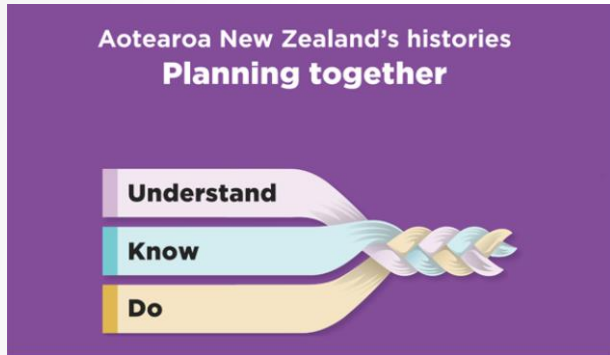 Aotearoa New Zealand’s histories
Planning together
Understand
Know
Do